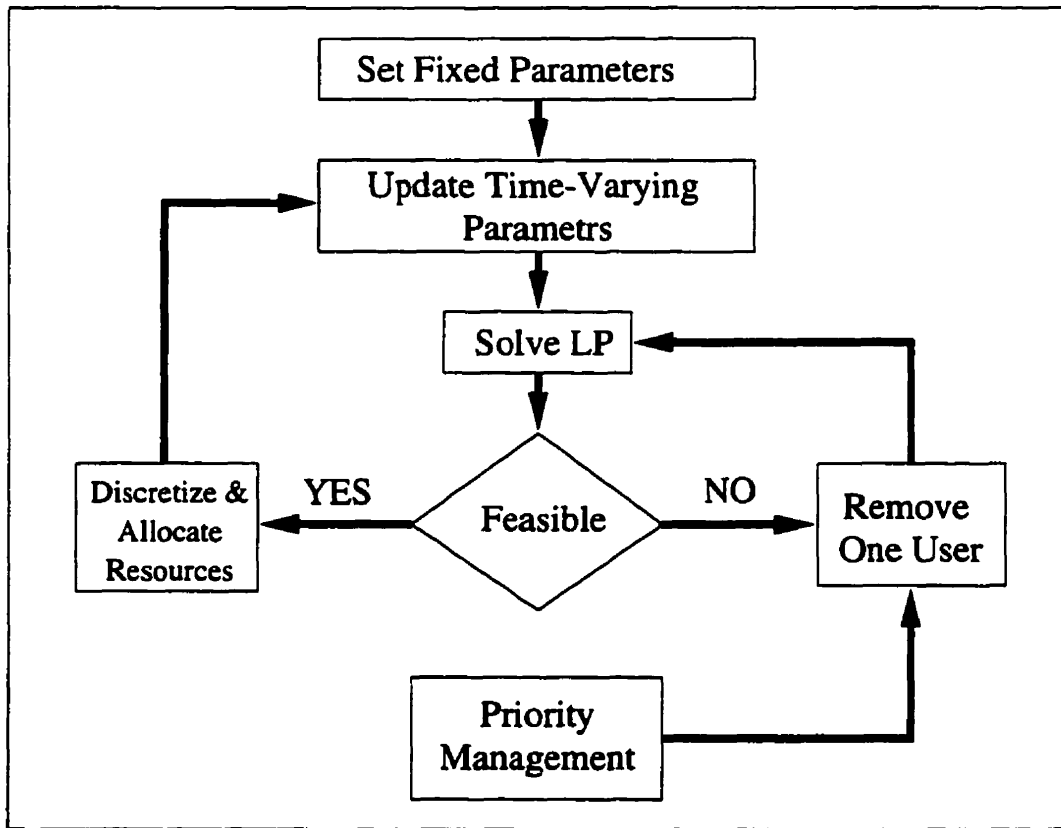 Set Fixed Parameters
Update Time-Varying
Parametrs
Solve LP
Feasible
YES
NO
Discretize &
Allocate
Resources
Remove
One User
Priority
Management